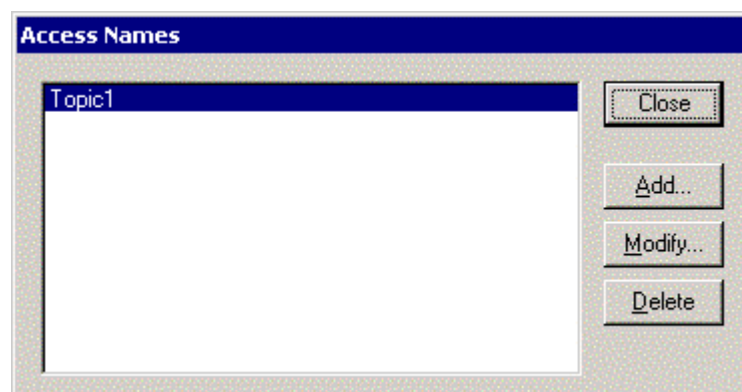 Access Names
Topic1
Close
Add...
Modify...
Delete